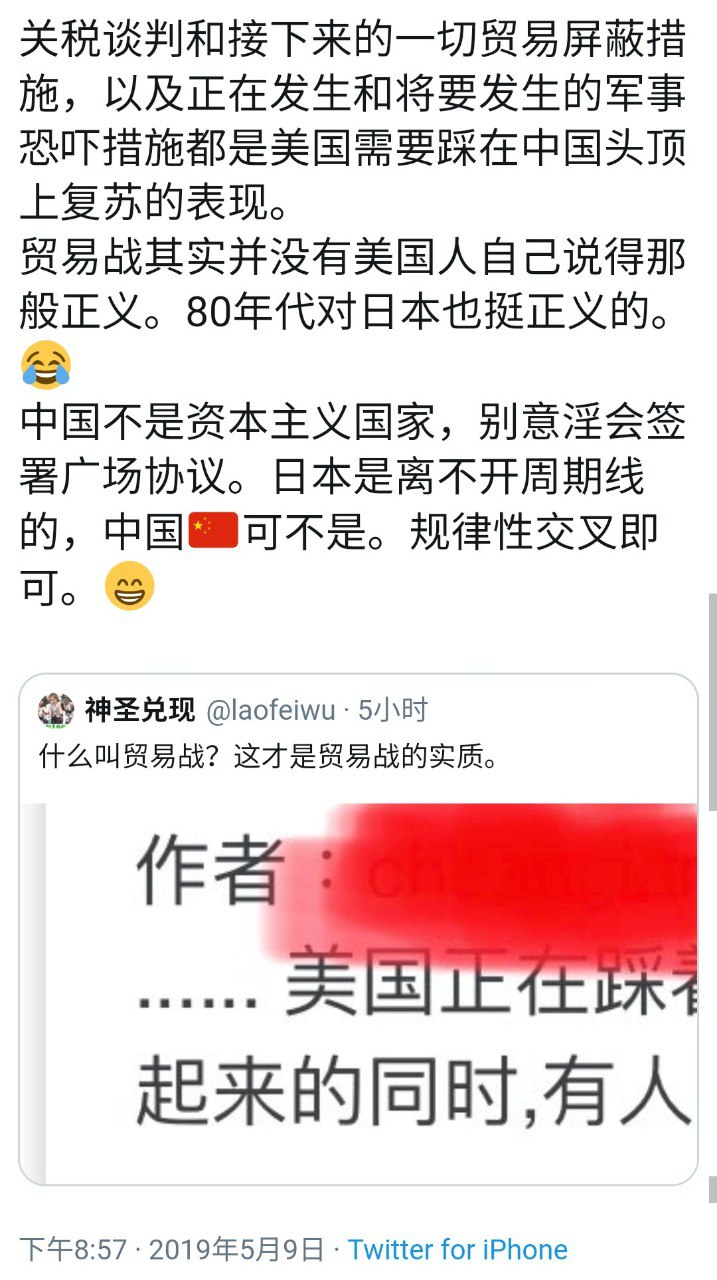 关税谈判和接下来的一切贸易屏蔽措
施，以及正在发生和将要发生的军事
恐吓措施都是美国需要踩在中国头顶
上复苏的表现。
贸易战其实并没有美国人自己说得那
般正义。80年代对日本也挺正义的。
😂
中国不是资本主义国家，别意淫会签
署广场协议。日本是离不开周期线
的，中国🇨🇳可不是。规律性交叉即
可。😁
神圣兑现 @laofeiwu · 5小时
什么叫贸易战？这才是贸易战的实质。
作者：
...... 美国正在踩着
起来的同时,有人
下午8:57 · 2019年5月9日 · Twitter for iPhone